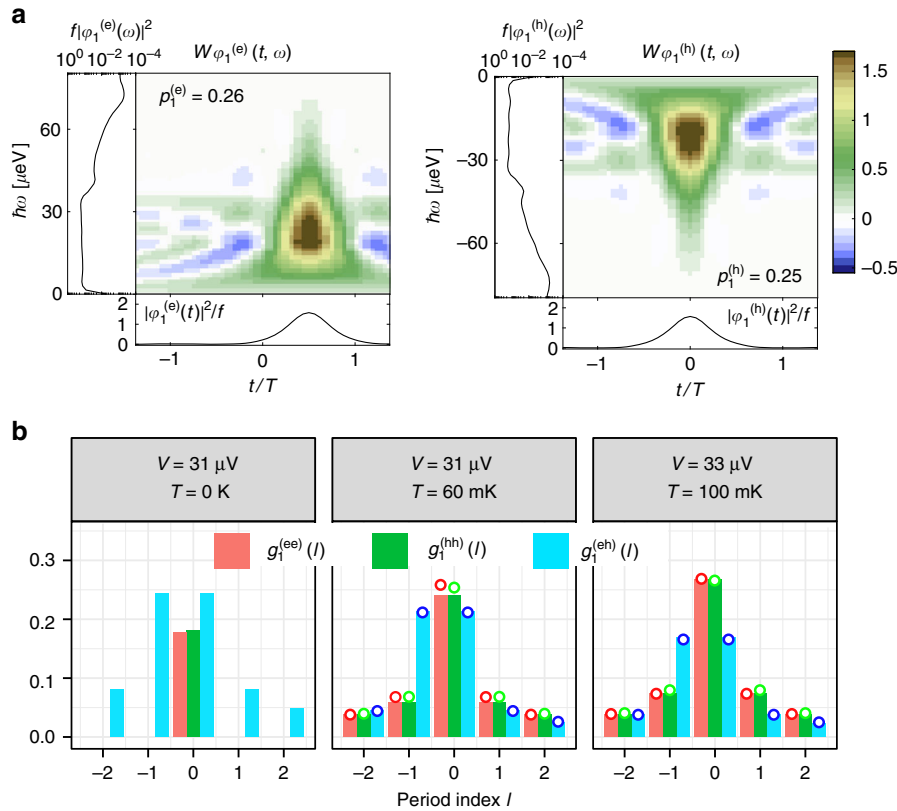 a
f|φ₁⁽ᵉ⁾(ω)|²
10⁰ 10⁻² 10⁻⁴
Wφ₁⁽ᵉ⁾(t, ω)
p₁⁽ᵉ⁾ = 0.26
ħω [μeV]
60
30
0
|φ₁⁽ᵉ⁾(t)|²/f
2
1
0
−1 0 1
t/T
f|φ₁⁽ʰ⁾(ω)|²
10⁰ 10⁻² 10⁻⁴
Wφ₁⁽ʰ⁾(t, ω)
p₁⁽ʰ⁾ = 0.25
ħω [μeV]
0
−30
−60
|φ₁⁽ʰ⁾(t)|²/f
2
1
0
−1 0 1
t/T
1.5
1
0.5
0
−0.5
b
V = 31 μV
T = 0 K
V = 31 μV
T = 60 mK
V = 33 μV
T = 100 mK
g₁⁽ᵉᵉ⁾(l) g₁⁽ʰʰ⁾(l) g₁⁽ᵉʰ⁾(l)
0.3
0.2
0.1
0.0
−2 −1 0 1 2
−2 −1 0 1 2
−2 −1 0 1 2
Period index l